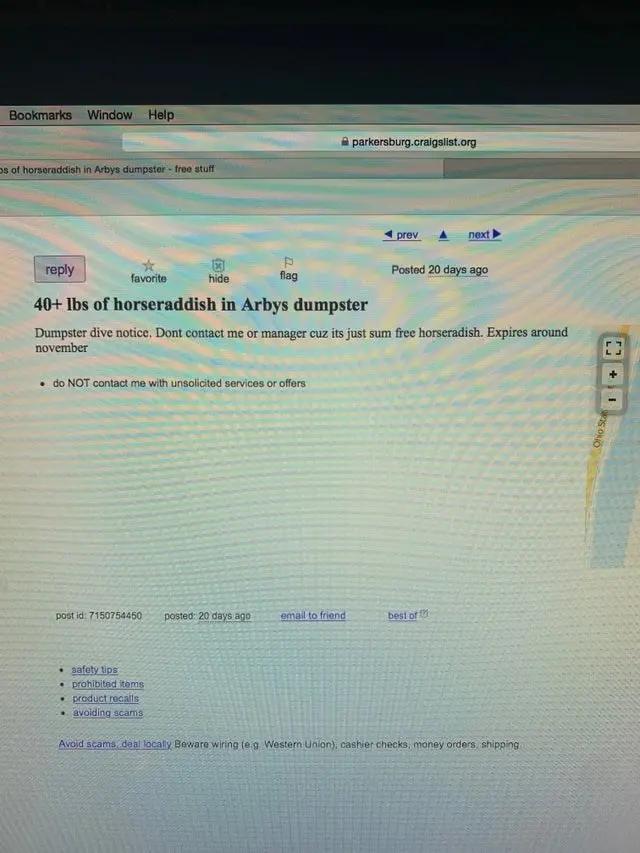 Bookmarks Window Help
parkersburg.craigslist.org
bs of horseraddish in Arbys dumpster - free stuff
◀ prev ▲ next ▶
reply favorite hide flag Posted 20 days ago
40+ lbs of horseraddish in Arbys dumpster
Dumpster dive notice. Dont contact me or manager cuz its just sum free horseradish. Expires around
november
+
−
• do NOT contact me with unsolicited services or offers
Ohio
post id: 7150754450 posted: 20 days ago email to friend best of [?]
• safety tips
• prohibited items
• product recalls
• avoiding scams
Avoid scams, deal locally Beware wiring (e.g. Western Union), cashier checks, money orders, shipping.